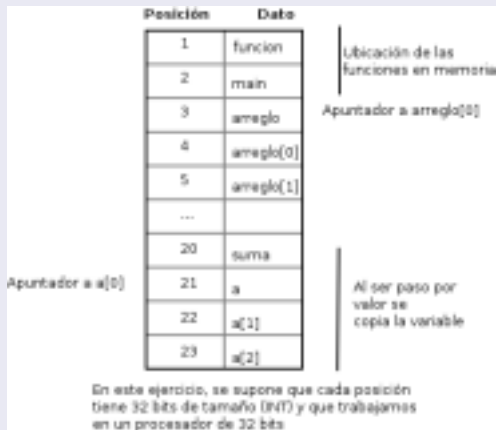 Posición Dato
1 funcion
2 main
3 arreglo
4 arreglo[0]
5 arreglo[1]
...
20 suma
21 a
22 a[1]
23 a[2]
Ubicación de las
funciones en memoria
Apuntador a arreglo[0]
Apuntador a a[0]
Al ser paso por
valor se
copia la variable
En este ejercicio, se supone que cada posición
tiene 32 bits de tamaño (INT) y que trabajamos
en un procesador de 32 bits